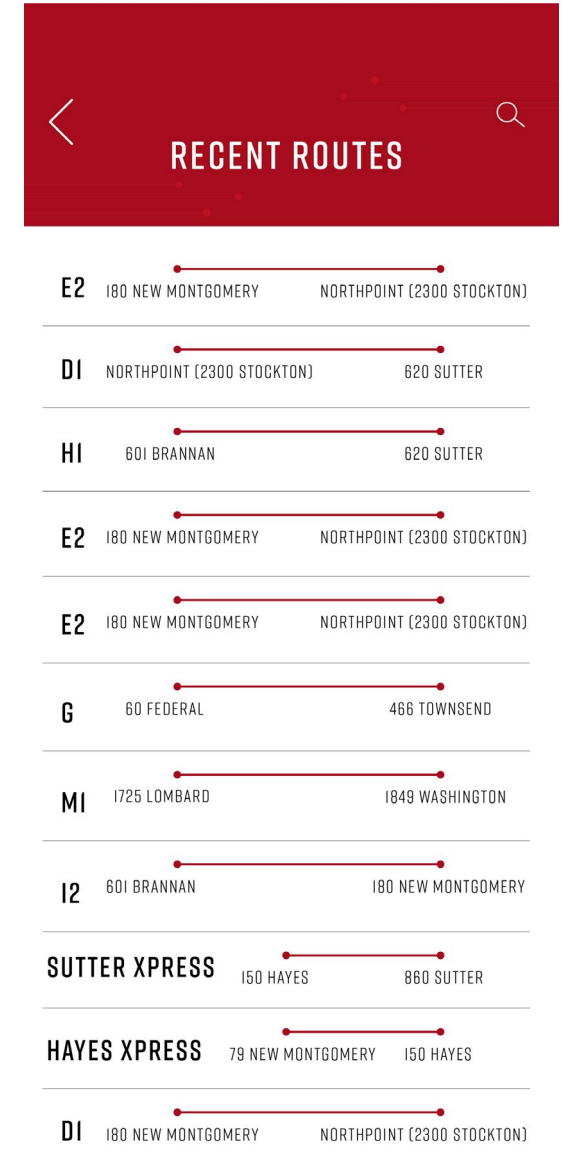 RECENT ROUTES
E2 180 NEW MONTGOMERY NORTHPOINT (2300 STOCKTON)
D1 NORTHPOINT (2300 STOCKTON) 620 SUTTER
H1 601 BRANNAN 620 SUTTER
E2 180 NEW MONTGOMERY NORTHPOINT (2300 STOCKTON)
E2 180 NEW MONTGOMERY NORTHPOINT (2300 STOCKTON)
G 60 FEDERAL 466 TOWNSEND
M1 1725 LOMBARD 1849 WASHINGTON
I2 601 BRANNAN 180 NEW MONTGOMERY
SUTTER XPRESS 150 HAYES 860 SUTTER
HAYES XPRESS 79 NEW MONTGOMERY 150 HAYES
D1 180 NEW MONTGOMERY NORTHPOINT (2300 STOCKTON)